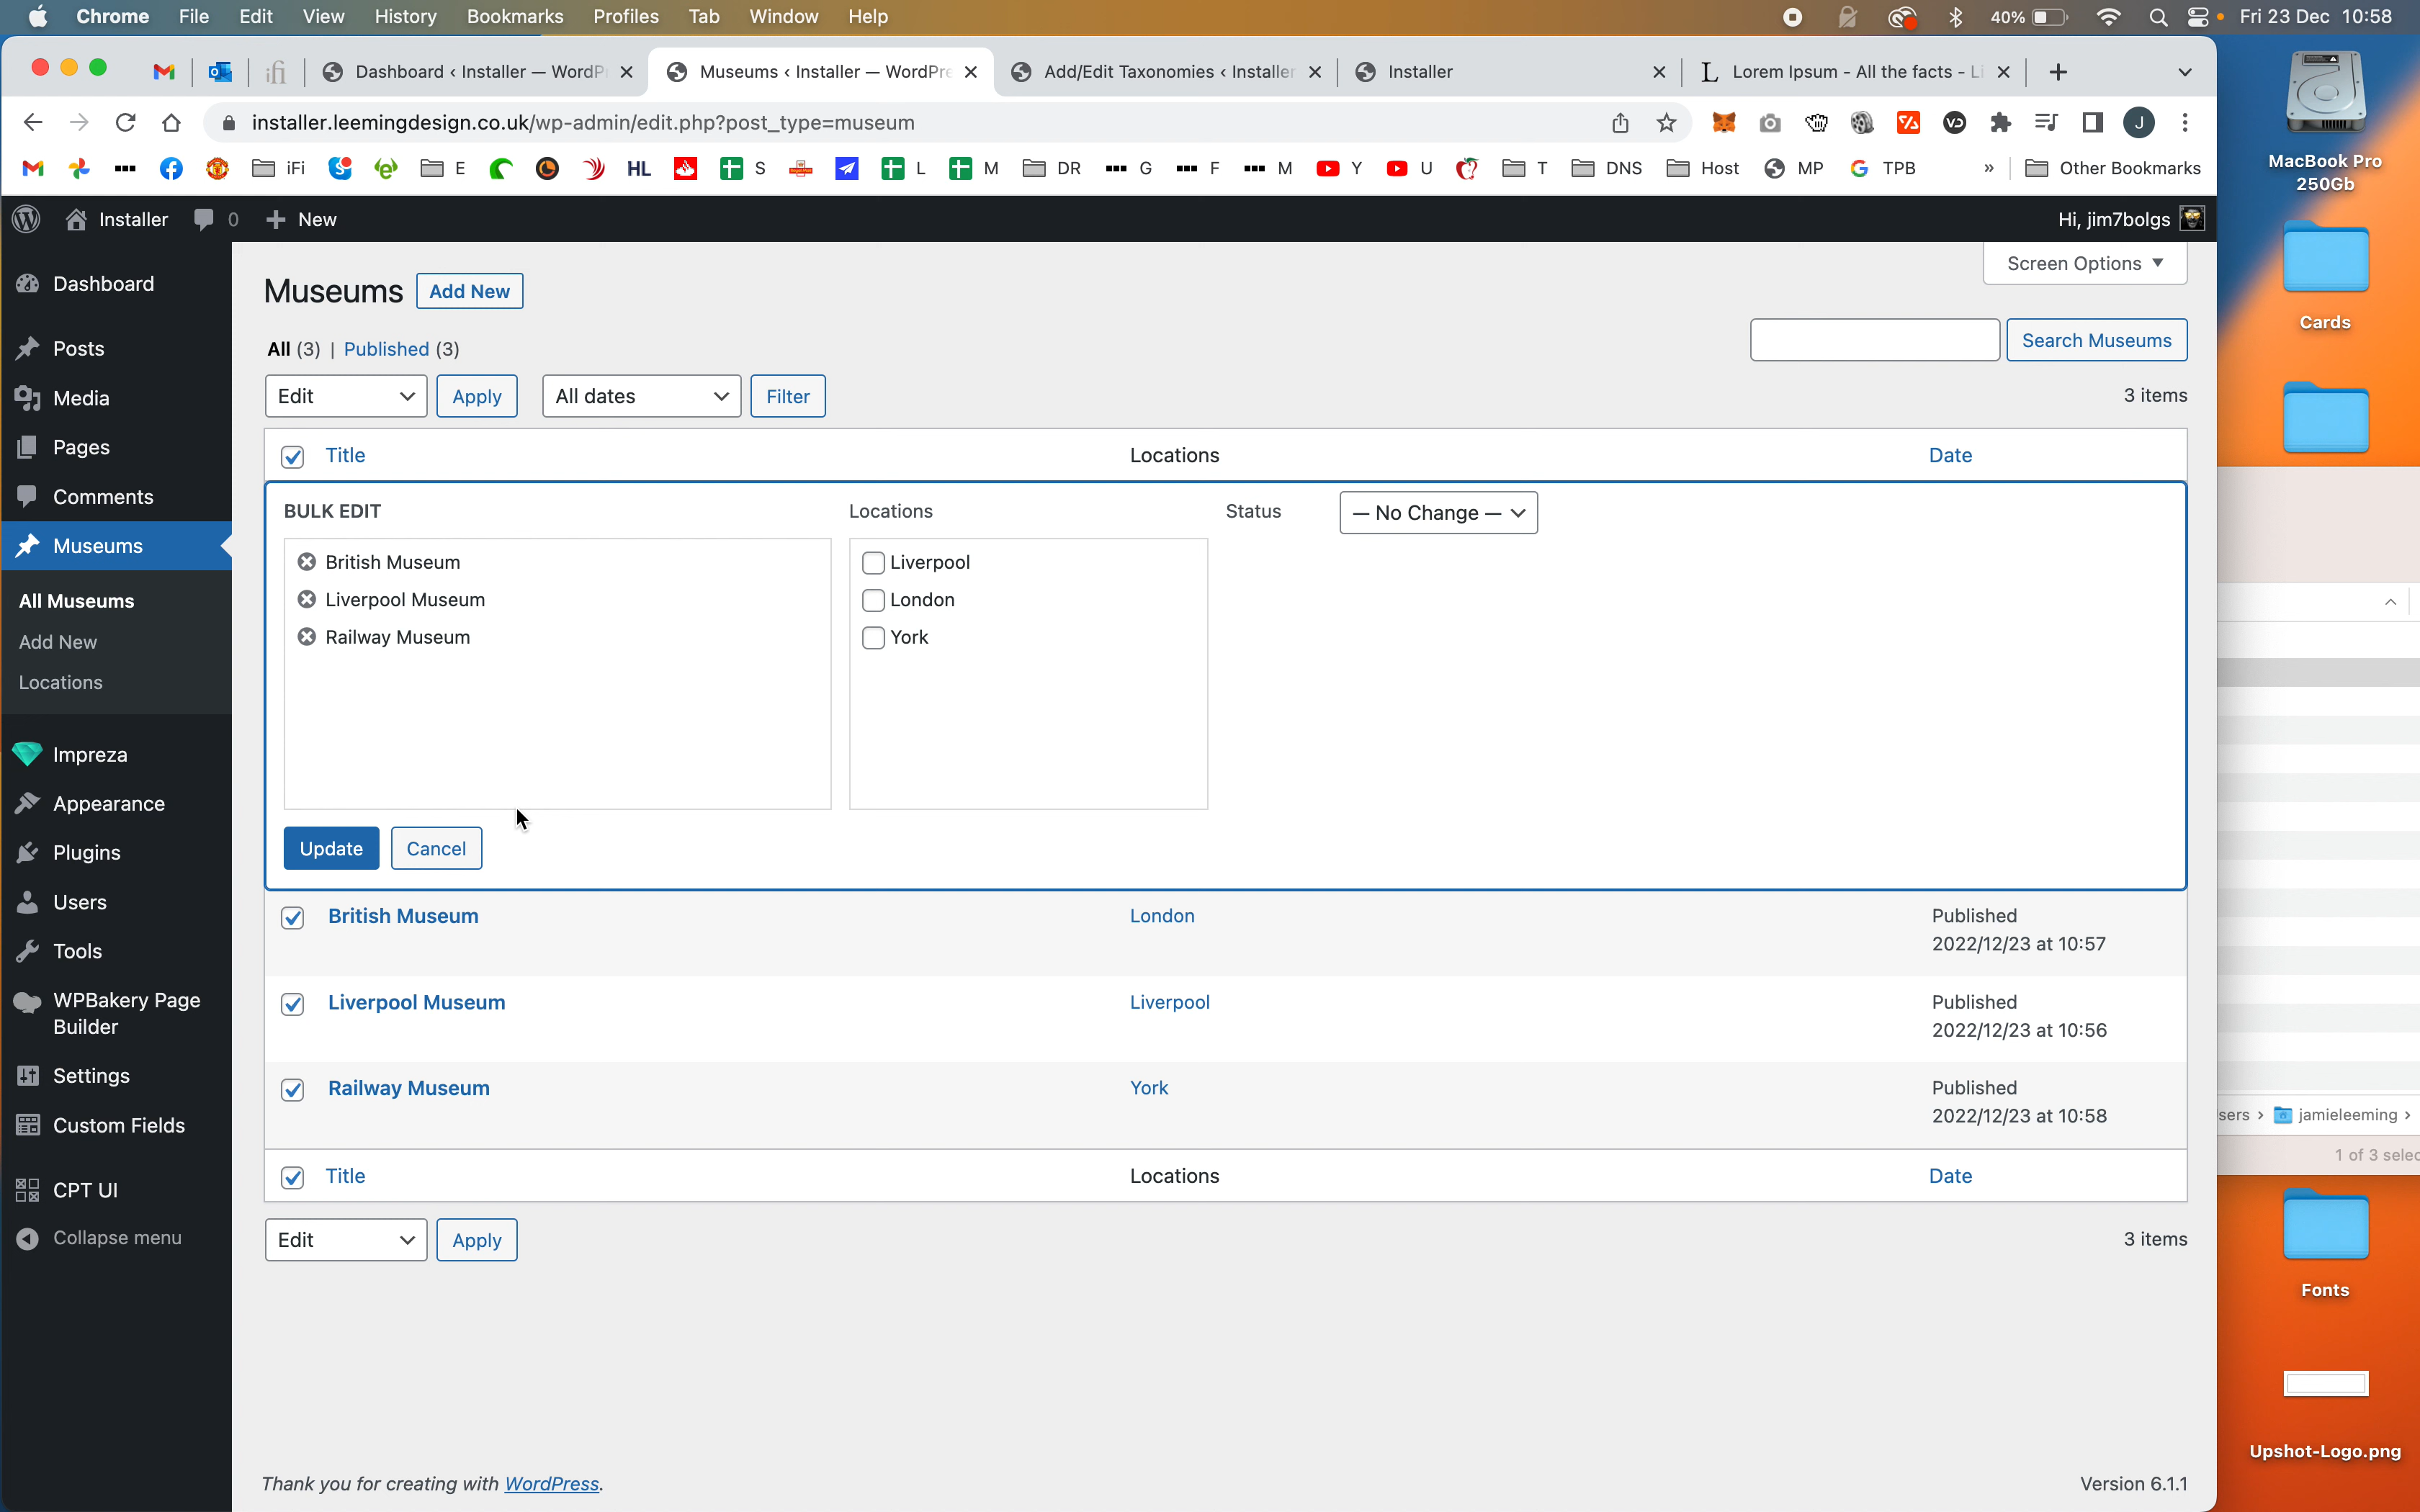 Chrome File Edit View History Bookmarks Profiles Tab Window Help 40% Fri 23 Dec 10:58
Dashboard ‹ Installer — WordP Museums ‹ Installer — WordPre Add/Edit Taxonomies ‹ Installer Installer Lorem Ipsum - All the facts - Li
installer.leemingdesign.co.uk/wp-admin/edit.php?post_type=museum
iFi E HL S L M DR G F M Y U T DNS Host MP TPB » Other Bookmarks
Installer 0 New Hi, jim7bolgs
Screen Options
Museums Add New
All (3) | Published (3)
Search Museums
Edit Apply All dates Filter 3 items
Title Locations Date
BULK EDIT Locations Status — No Change —
British Museum Liverpool
Liverpool Museum London
Railway Museum York
Update Cancel
British Museum London Published
2022/12/23 at 10:57
Liverpool Museum Liverpool Published
2022/12/23 at 10:56
Railway Museum York Published
2022/12/23 at 10:58
Title Locations Date
Edit Apply 3 items
Thank you for creating with WordPress. Version 6.1.1
Dashboard
Posts
Media
Pages
Comments
Museums
All Museums
Add New
Locations
Impreza
Appearance
Plugins
Users
Tools
WPBakery Page
Builder
Settings
Custom Fields
CPT UI
Collapse menu
MacBook Pro
250Gb
Cards
sers › jamieleeming ›
1 of 3 selec
Fonts
Upshot-Logo.png